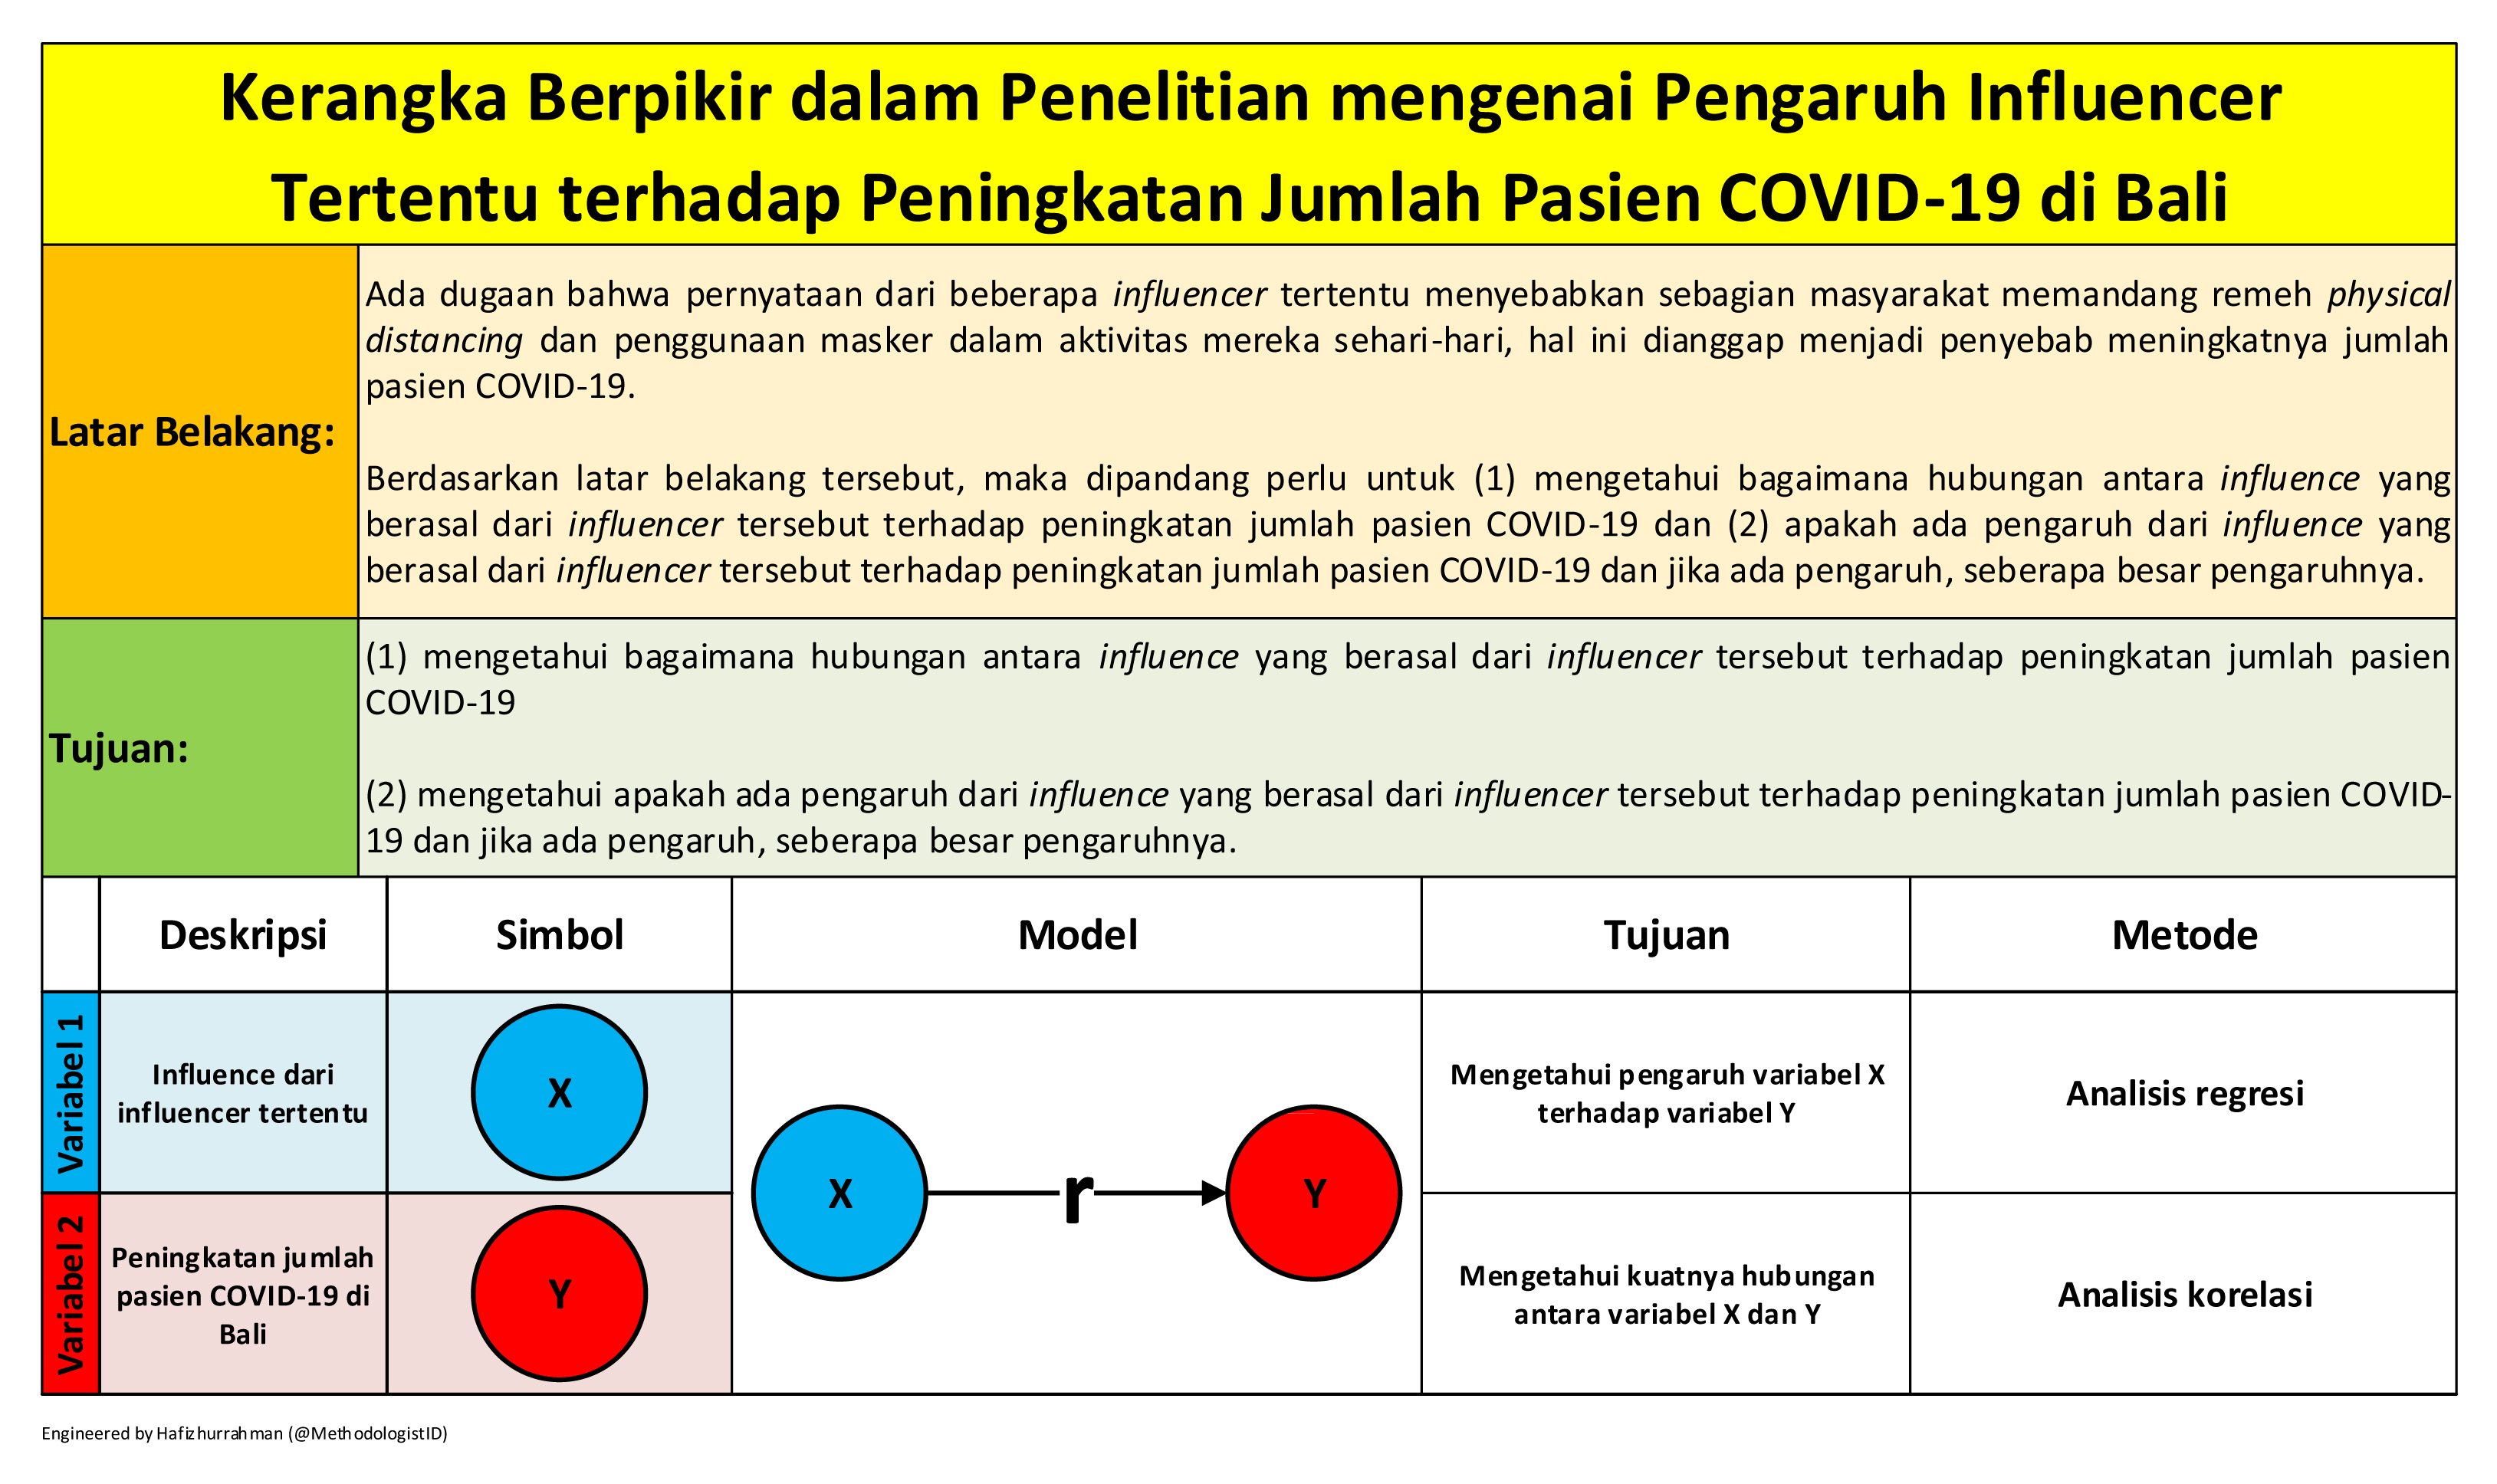 Kerangka Berpikir dalam Penelitian mengenai Pengaruh Influencer
Tertentu terhadap Peningkatan Jumlah Pasien COVID-19 di Bali
Latar Belakang:
Ada dugaan bahwa pernyataan dari beberapa influencer tertentu menyebabkan sebagian masyarakat memandang remeh physical
distancing dan penggunaan masker dalam aktivitas mereka sehari-hari, hal ini dianggap menjadi penyebab meningkatnya jumlah
pasien COVID-19.
Berdasarkan latar belakang tersebut, maka dipandang perlu untuk (1) mengetahui bagaimana hubungan antara influence yang
berasal dari influencer tersebut terhadap peningkatan jumlah pasien COVID-19 dan (2) apakah ada pengaruh dari influence yang
berasal dari influencer tersebut terhadap peningkatan jumlah pasien COVID-19 dan jika ada pengaruh, seberapa besar pengaruhnya.
Tujuan:
(1) mengetahui bagaimana hubungan antara influence yang berasal dari influencer tersebut terhadap peningkatan jumlah pasien
COVID-19
(2) mengetahui apakah ada pengaruh dari influence yang berasal dari influencer tersebut terhadap peningkatan jumlah pasien COVID-
19 dan jika ada pengaruh, seberapa besar pengaruhnya.
Deskripsi
Simbol
Model
Tujuan
Metode
Variabel 1
Influence dari
influencer tertentu
X
X
r
Y
Mengetahui pengaruh variabel X
terhadap variabel Y
Analisis regresi
Variabel 2
Peningkatan jumlah
pasien COVID-19 di
Bali
Y
Mengetahui kuatnya hubungan
antara variabel X dan Y
Analisis korelasi
Engineered by Hafizhurrahman (@MethodologistID)